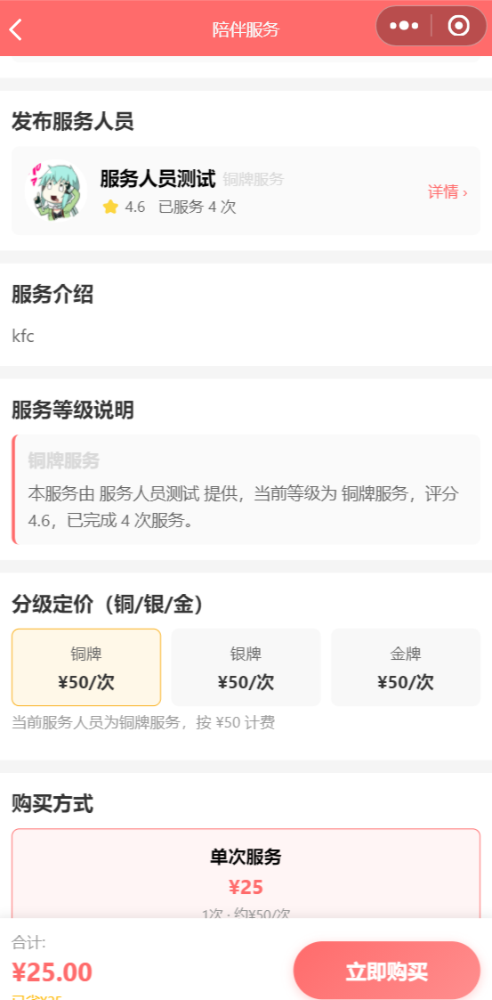 陪伴服务
发布服务人员
服务人员测试 铜牌服务
4.6 已服务 4 次
详情 ›
服务介绍
kfc
服务等级说明
铜牌服务
本服务由 服务人员测试 提供，当前等级为 铜牌服务，评分
4.6，已完成 4 次服务。
分级定价（铜/银/金）
铜牌
¥50/次
银牌
¥50/次
金牌
¥50/次
当前服务人员为铜牌服务，按 ¥50 计费
购买方式
单次服务
¥25
1次 · 约¥50/次
合计:
¥25.00
已省¥25
立即购买